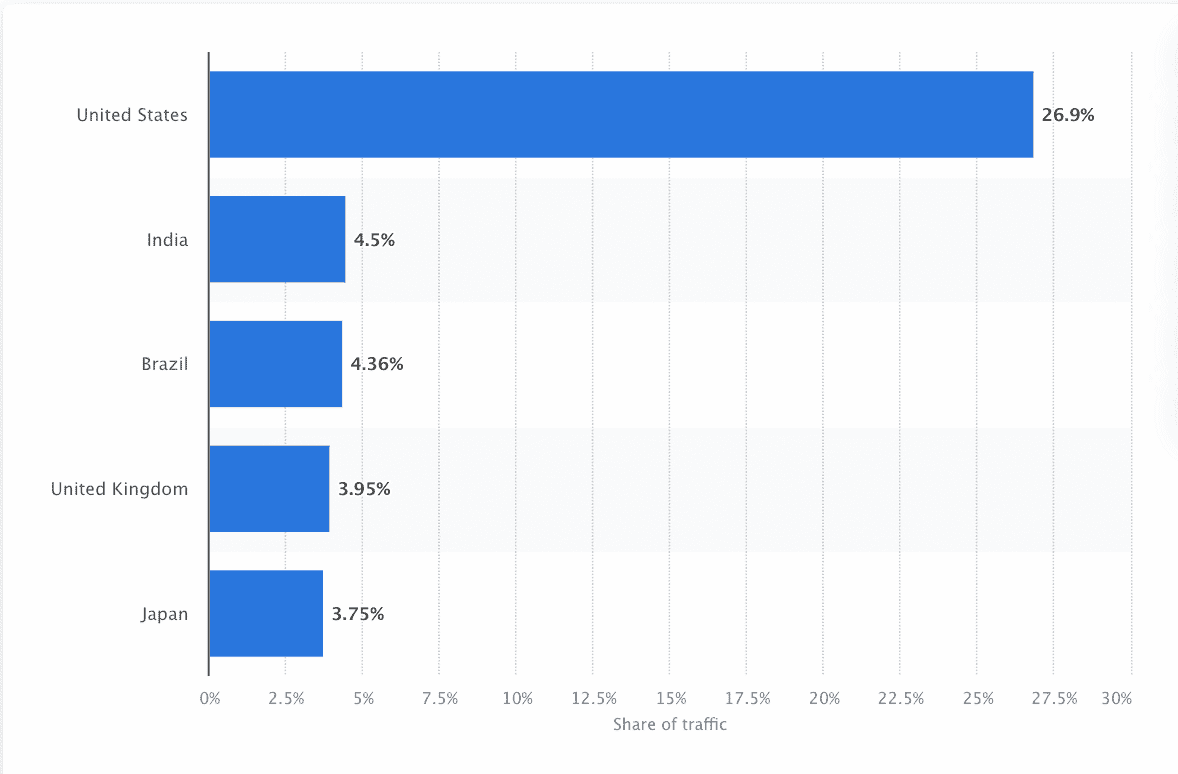 United States 26.9%
India 4.5%
Brazil 4.36%
United Kingdom 3.95%
Japan 3.75%
0% 2.5% 5% 7.5% 10% 12.5% 15% 17.5% 20% 22.5% 25% 27.5% 30%
Share of traffic